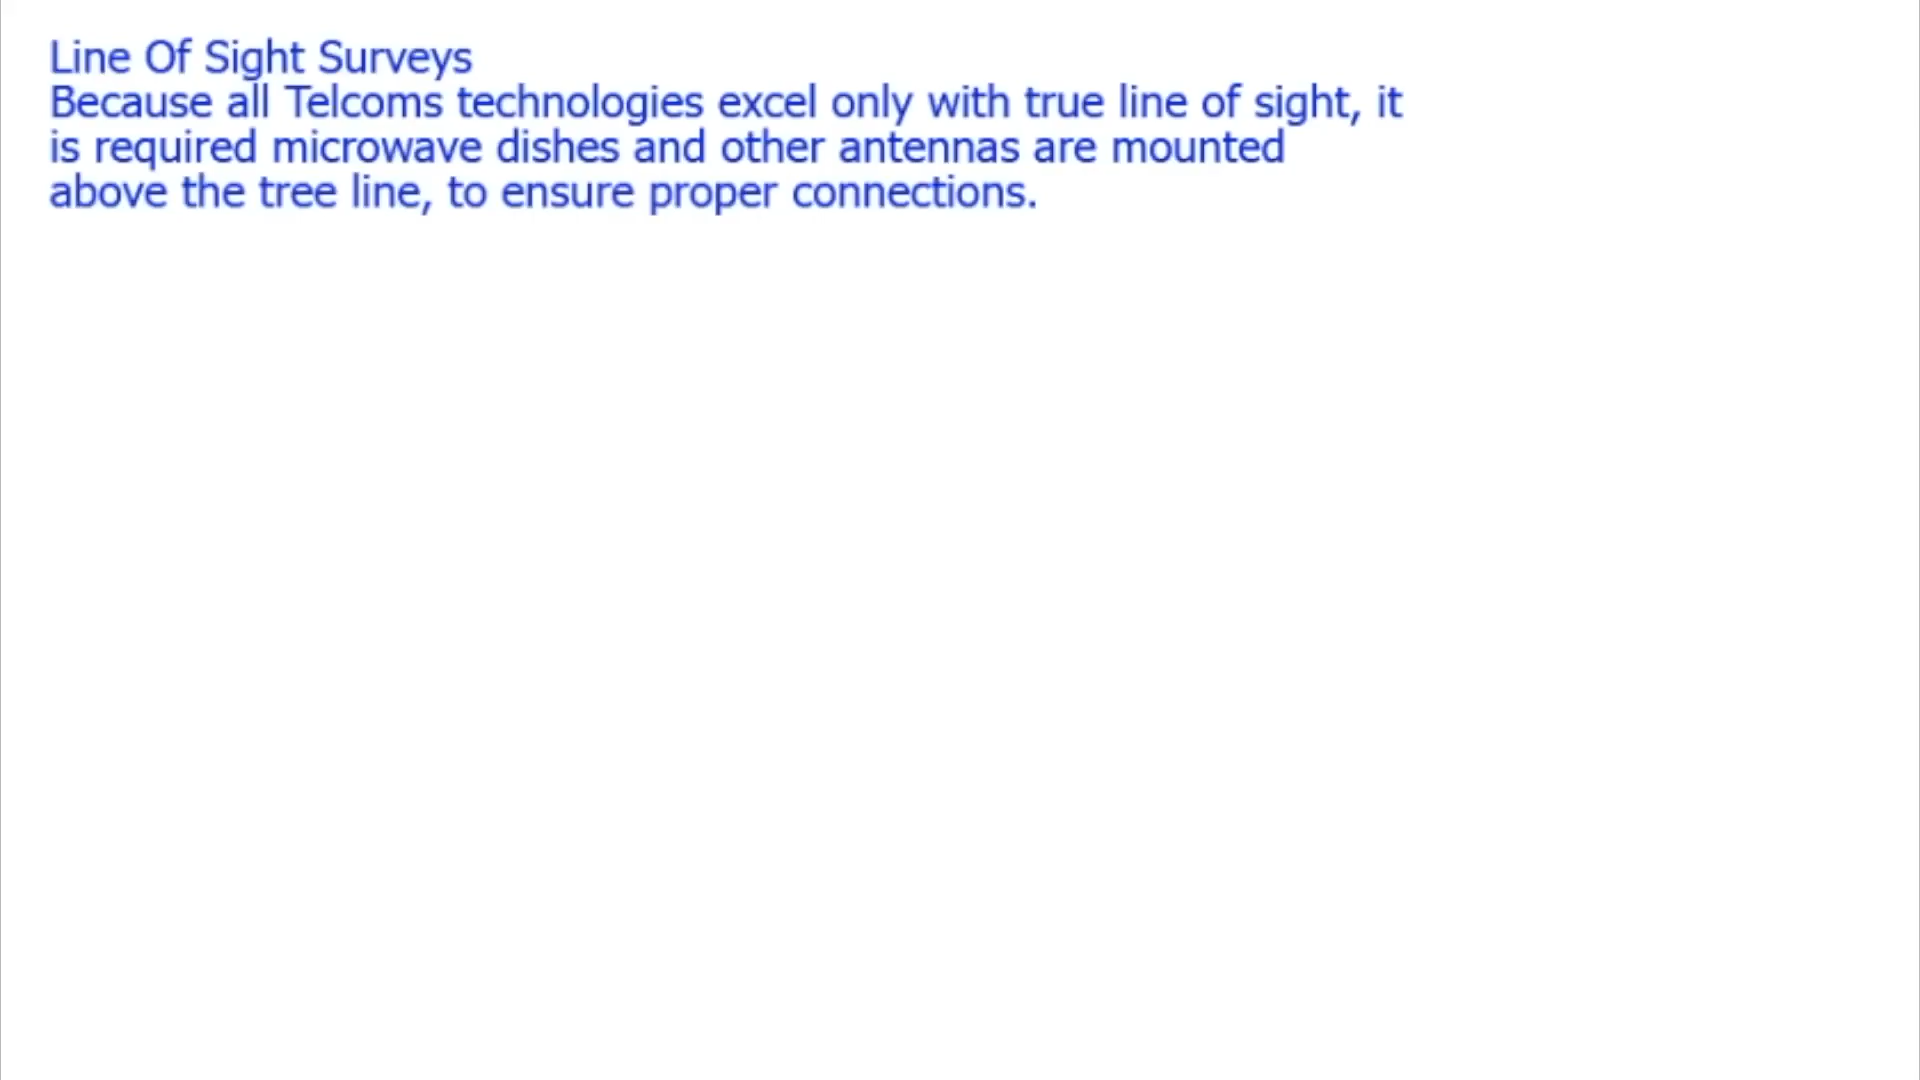 Line Of Sight Surveys
Because all Telcoms technologies excel only with true line of sight, it
is required microwave dishes and other antennas are mounted
above the tree line, to ensure proper connections.